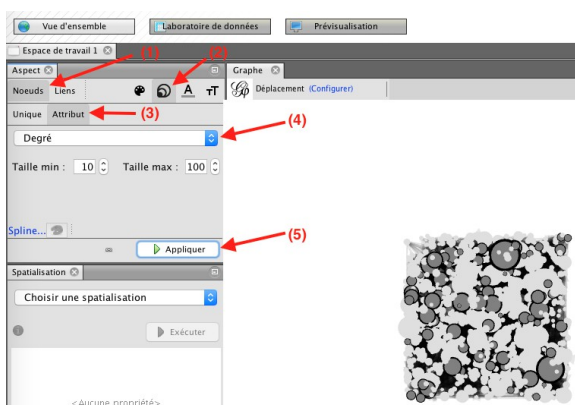 Vue d'ensemble Laboratoire de données Prévisualisation
Espace de travail 1
(1) (2)
Aspect Graphe
Noeuds Liens A TT Déplacement (Configurer)
Unique Attribut (3)
Degré (4)
Taille min : 10 Taille max : 100
Spline...
Appliquer (5)
Spatialisation
Choisir une spatialisation
Exécuter
<Aucune propriété>